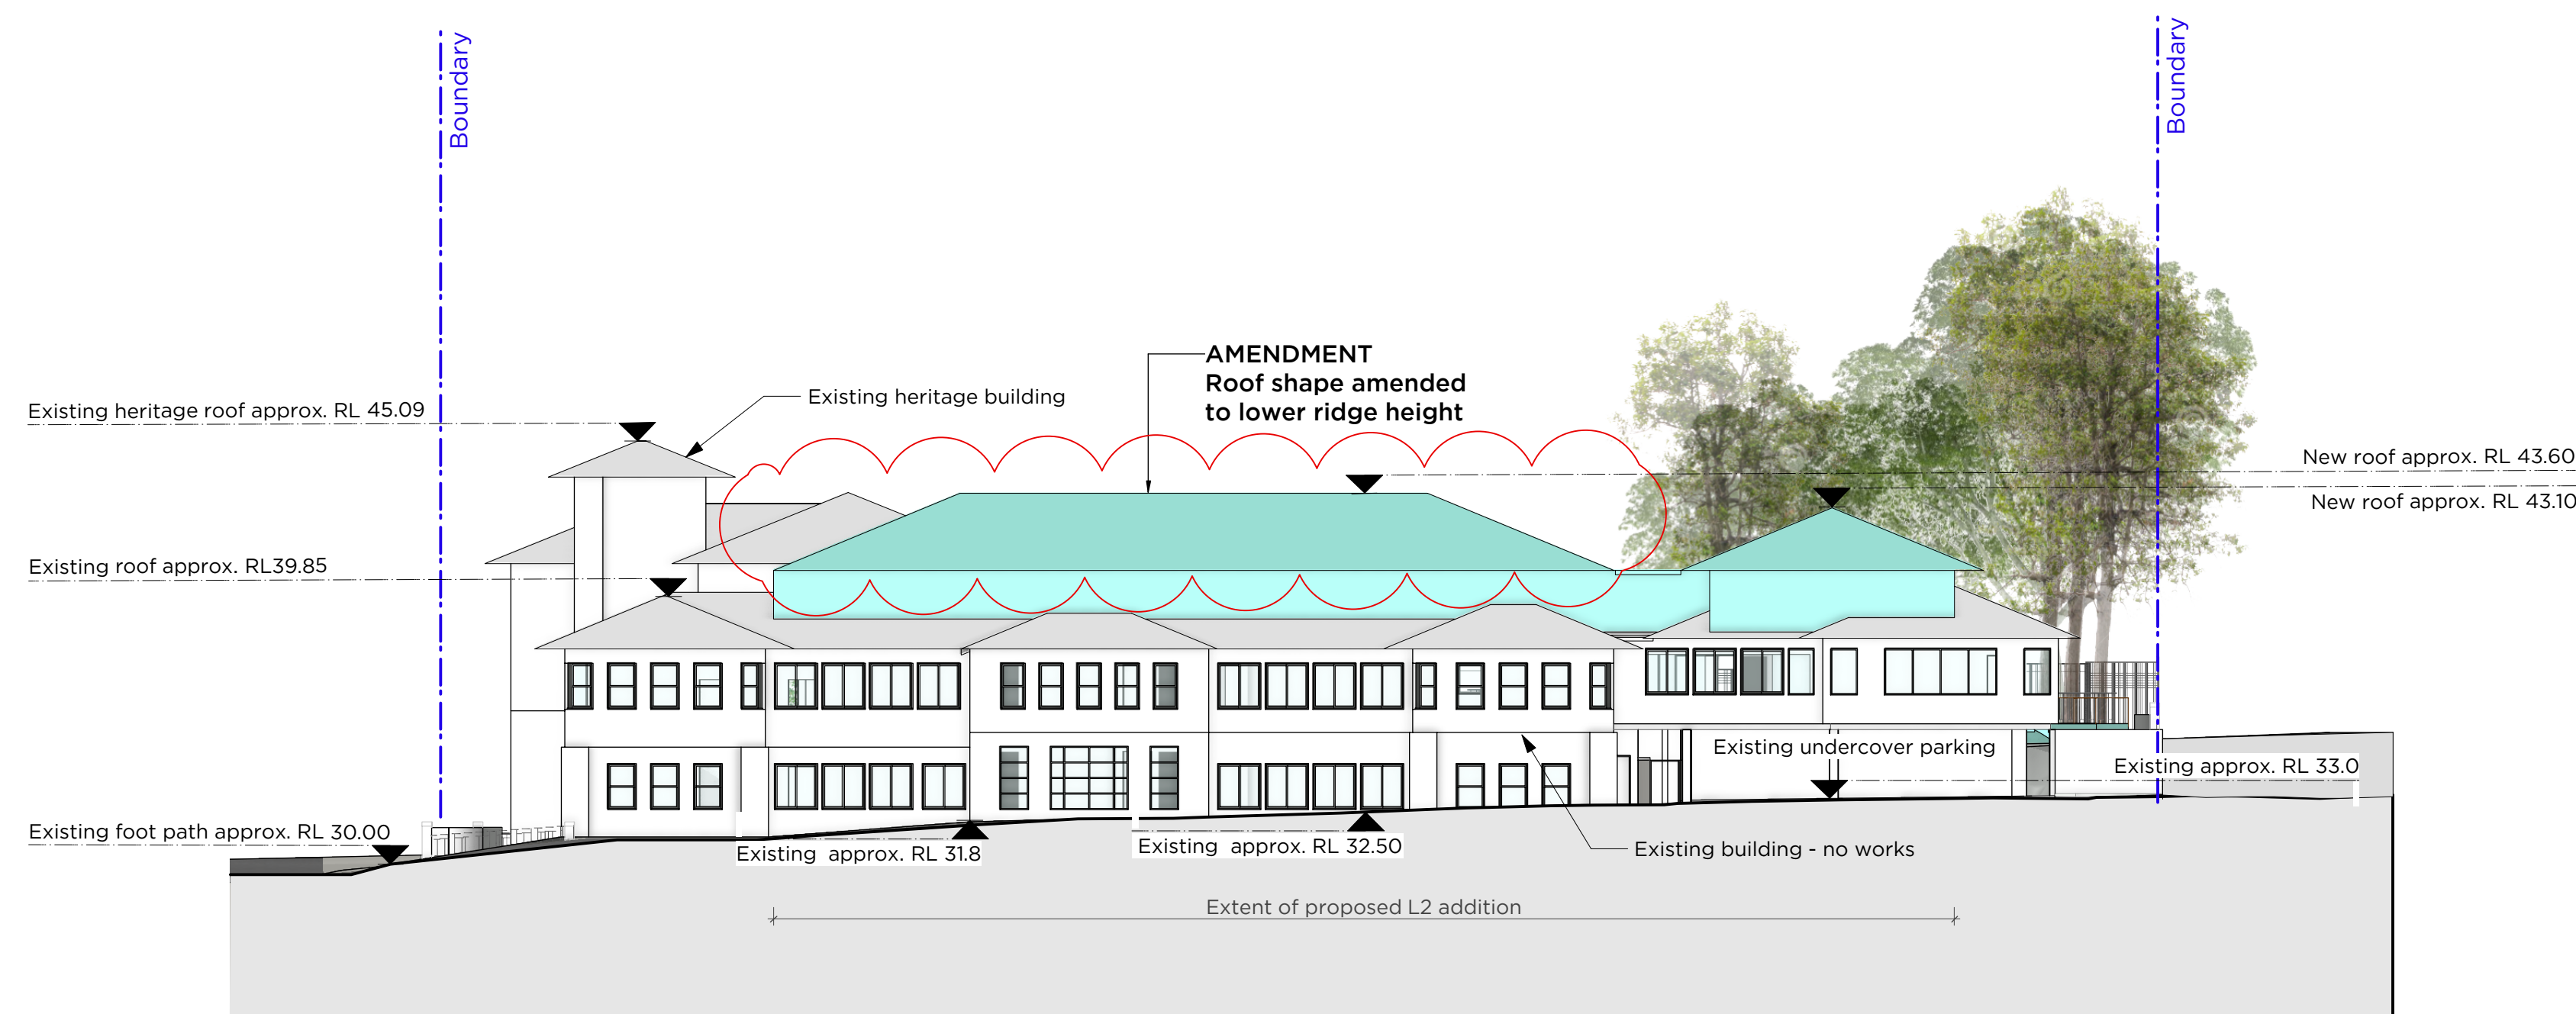 Boundary
Boundary
AMENDMENT
Roof shape amended
to lower ridge height
Existing heritage building
Existing heritage roof approx. RL 45.09
New roof approx. RL 43.60
New roof approx. RL 43.10
Existing roof approx. RL39.85
Existing undercover parking
Existing approx. RL 33.0
Existing foot path approx. RL 30.00
Existing approx. RL 31.8
Existing approx. RL 32.50
Existing building - no works
Extent of proposed L2 addition